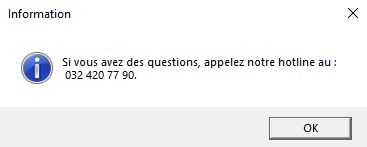 Information
Si vous avez des questions, appelez notre hotline au :
032 420 77 90.
OK